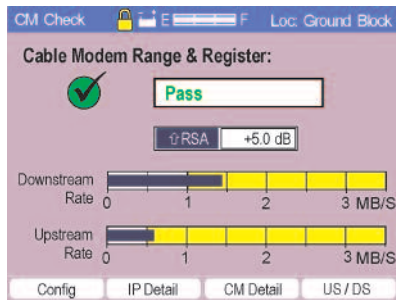 CM Check E F Loc: Ground Block
Cable Modem Range & Register:
Pass
⇧RSA +5.0 dB
Downstream
Rate 0 1 2 3 MB/S
Upstream
Rate 0 1 2 3 MB/S
Config IP Detail CM Detail US / DS